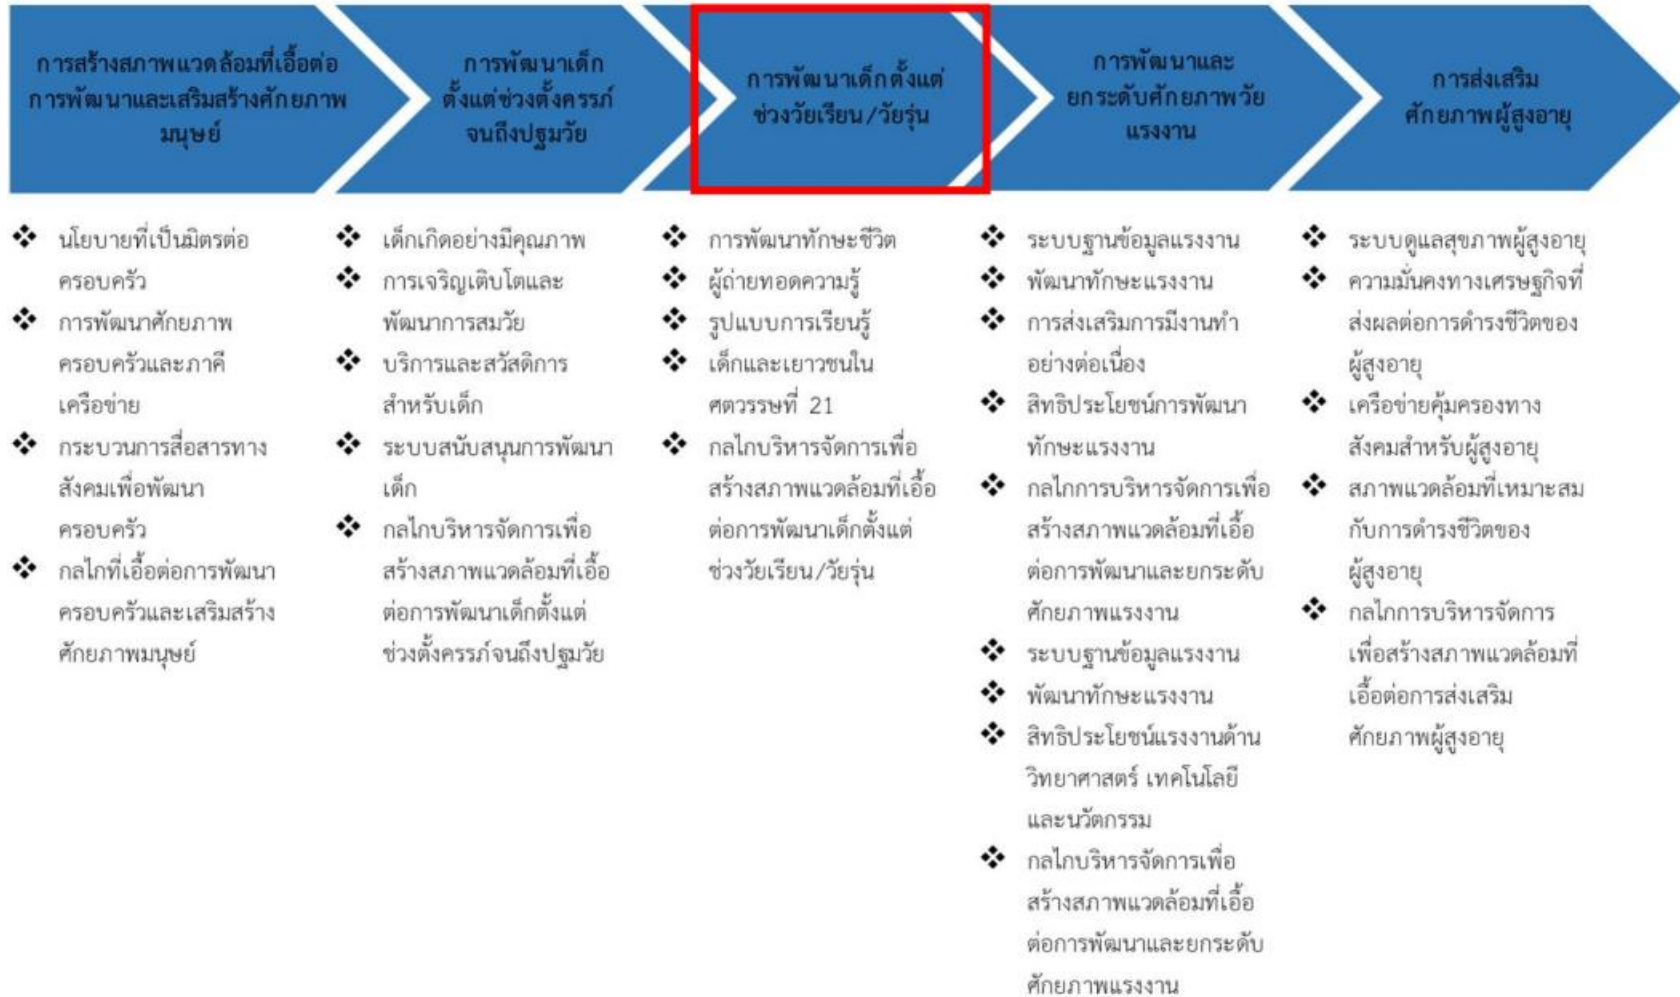 การสร้างสภาพแวดล้อมที่เอื้อต่อ
การพัฒนาและเสริมสร้างศักยภาพ
มนุษย์
การพัฒนาเด็ก
ตั้งแต่ช่วงตั้งครรภ์
จนถึงปฐมวัย
การพัฒนาเด็กตั้งแต่
ช่วงวัยเรียน/วัยรุ่น
การพัฒนาและ
ยกระดับศักยภาพวัย
แรงงาน
การส่งเสริม
ศักยภาพผู้สูงอายุ
❖ นโยบายที่เป็นมิตรต่อ
ครอบครัว
❖ การพัฒนาศักยภาพ
ครอบครัวและภาคี
เครือข่าย
❖ กระบวนการสื่อสารทาง
สังคมเพื่อพัฒนา
ครอบครัว
❖ กลไกที่เอื้อต่อการพัฒนา
ครอบครัวและเสริมสร้าง
ศักยภาพมนุษย์
❖ เด็กเกิดอย่างมีคุณภาพ
❖ การเจริญเติบโตและ
พัฒนาการสมวัย
❖ บริการและสวัสดิการ
สำหรับเด็ก
❖ ระบบสนับสนุนการพัฒนา
เด็ก
❖ กลไกบริหารจัดการเพื่อ
สร้างสภาพแวดล้อมที่เอื้อ
ต่อการพัฒนาเด็กตั้งแต่
ช่วงตั้งครรภ์จนถึงปฐมวัย
❖ การพัฒนาทักษะชีวิต
❖ ผู้ถ่ายทอดความรู้
❖ รูปแบบการเรียนรู้
❖ เด็กและเยาวชนใน
ศตวรรษที่ 21
❖ กลไกบริหารจัดการเพื่อ
สร้างสภาพแวดล้อมที่เอื้อ
ต่อการพัฒนาเด็กตั้งแต่
ช่วงวัยเรียน/วัยรุ่น
❖ ระบบฐานข้อมูลแรงงาน
❖ พัฒนาทักษะแรงงาน
❖ การส่งเสริมการมีงานทำ
อย่างต่อเนื่อง
❖ สิทธิประโยชน์การพัฒนา
ทักษะแรงงาน
❖ กลไกการบริหารจัดการเพื่อ
สร้างสภาพแวดล้อมที่เอื้อ
ต่อการพัฒนาและยกระดับ
ศักยภาพแรงงาน
❖ ระบบฐานข้อมูลแรงงาน
❖ พัฒนาทักษะแรงงาน
❖ สิทธิประโยชน์แรงงานด้าน
วิทยาศาสตร์ เทคโนโลยี
และนวัตกรรม
❖ กลไกบริหารจัดการเพื่อ
สร้างสภาพแวดล้อมที่เอื้อ
ต่อการพัฒนาและยกระดับ
ศักยภาพแรงงาน
❖ ระบบดูแลสุขภาพผู้สูงอายุ
❖ ความมั่นคงทางเศรษฐกิจที่
ส่งผลต่อการดำรงชีวิตของ
ผู้สูงอายุ
❖ เครือข่ายคุ้มครองทาง
สังคมสำหรับผู้สูงอายุ
❖ สภาพแวดล้อมที่เหมาะสม
กับการดำรงชีวิตของ
ผู้สูงอายุ
❖ กลไกการบริหารจัดการ
เพื่อสร้างสภาพแวดล้อมที่
เอื้อต่อการส่งเสริม
ศักยภาพผู้สูงอายุ